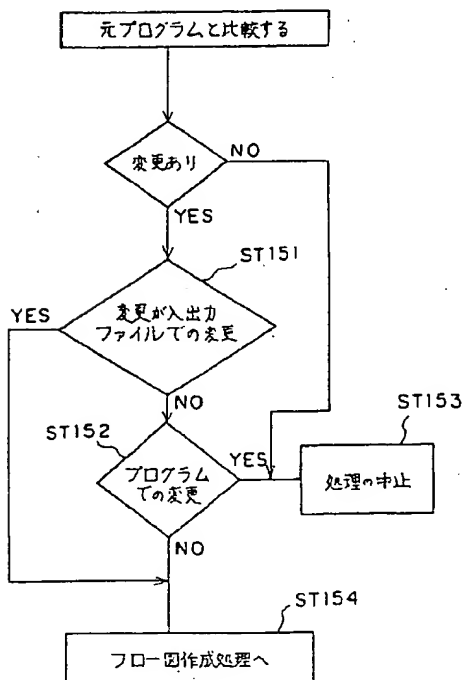 元プログラムと比較する
変更あり
NO
YES
ST151
YES
変更が入出力
ファイルでの変更
NO
ST152
ST153
プログラム
での変更
YES
処理の中止
NO
ST154
フロー図作成処理へ